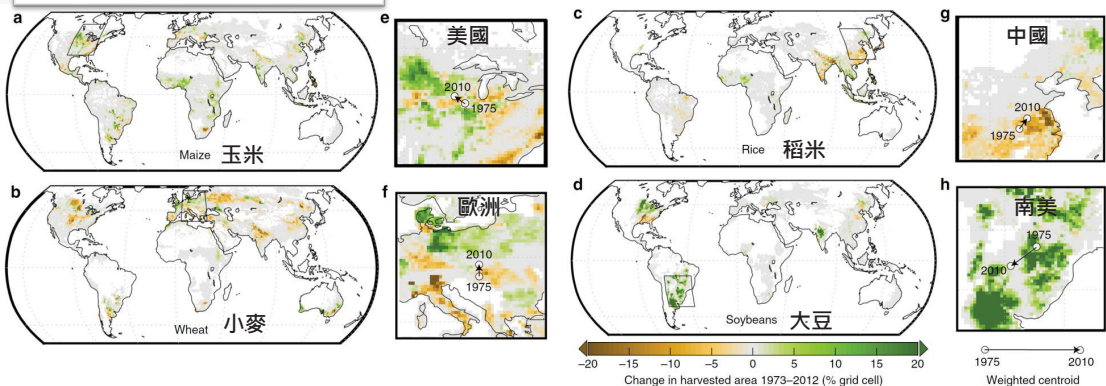 a
Maize 玉米
e
美國
2010
1975
c
Rice 稻米
g
中國
2010
1975
b
Wheat 小麥
f
歐洲
2010
1975
d
Soybeans 大豆
h
南美
1975
2010
−20 −15 −10 −5 0 5 10 15 20
Change in harvested area 1973–2012 (% grid cell)
1975 2010
Weighted centroid